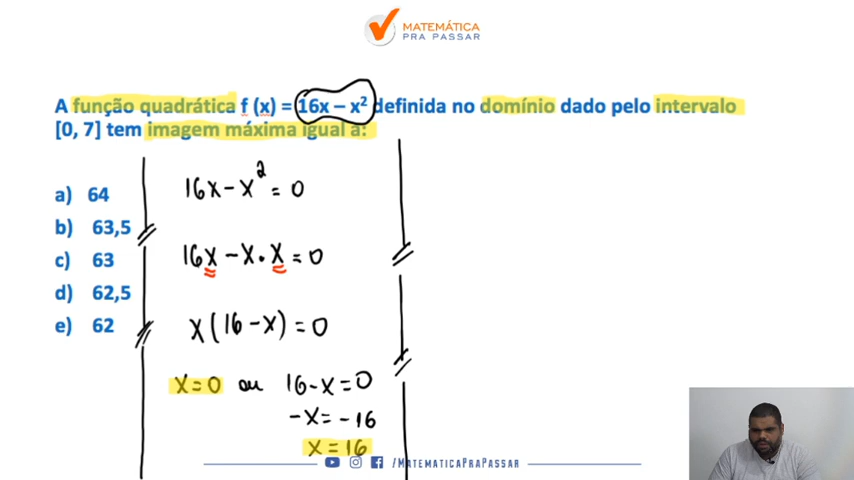 MATEMÁTICA
PRA PASSAR
A função quadrática f (x) = 16x – x² definida no domínio dado pelo intervalo
[0, 7] tem imagem máxima igual a:
a) 64
b) 63,5
c) 63
d) 62,5
e) 62
16x – x² = 0
16x – x · x = 0
x(16 – x) = 0
x = 0 ou 16 – x = 0
–x = –16
x = 16
/MatematicaPraPassar